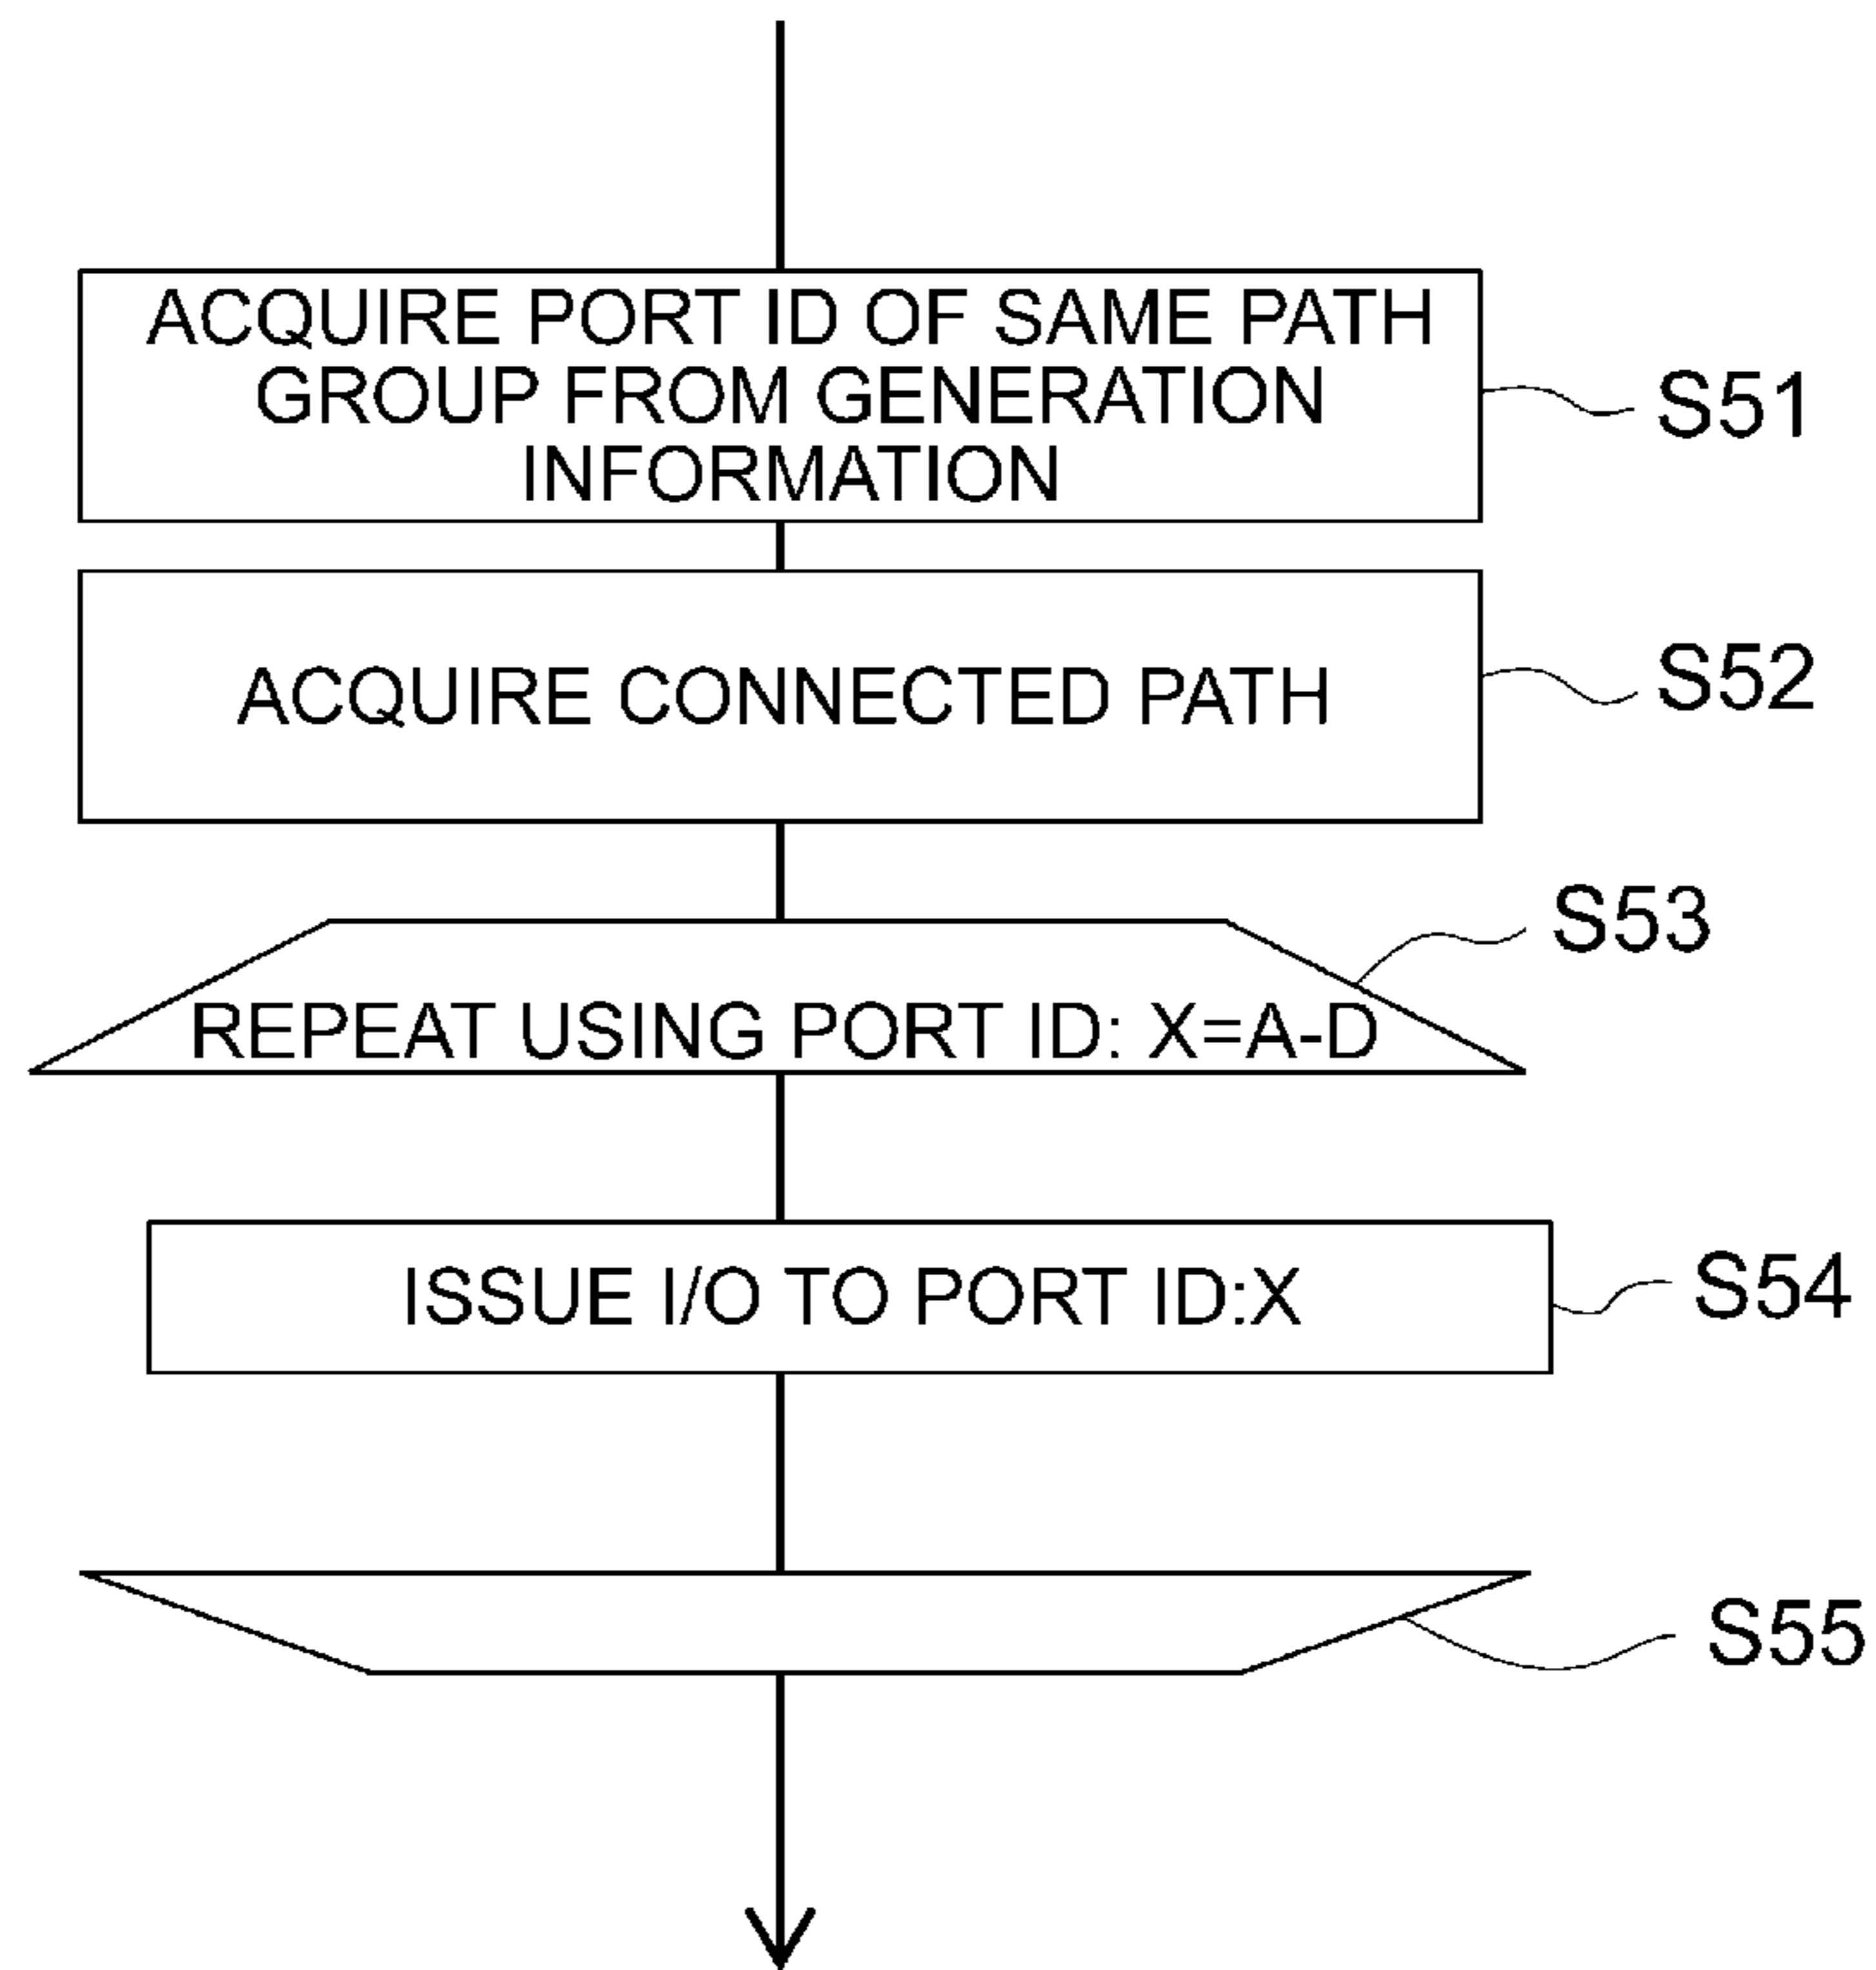 ACQUIRE PORT ID OF SAME PATH
GROUP FROM GENERATION
INFORMATION
S51
ACQUIRE CONNECTED PATH
S52
S53
REPEAT USING PORT ID: X=A-D
ISSUE I/O TO PORT ID:X
S54
S55